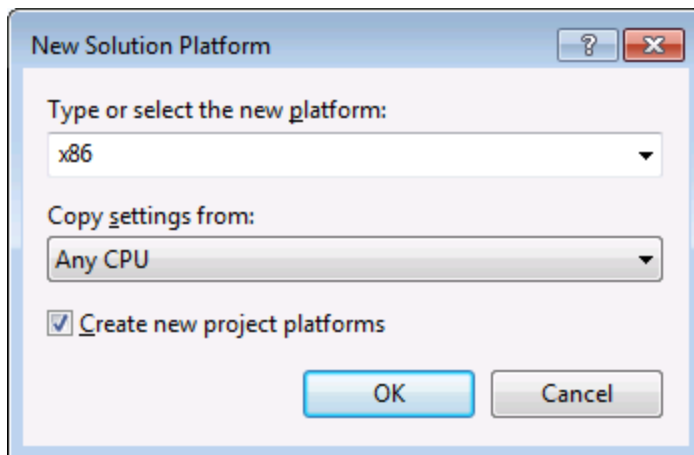 New Solution Platform
Type or select the new platform:
x86
Copy settings from:
Any CPU
Create new project platforms
OK Cancel